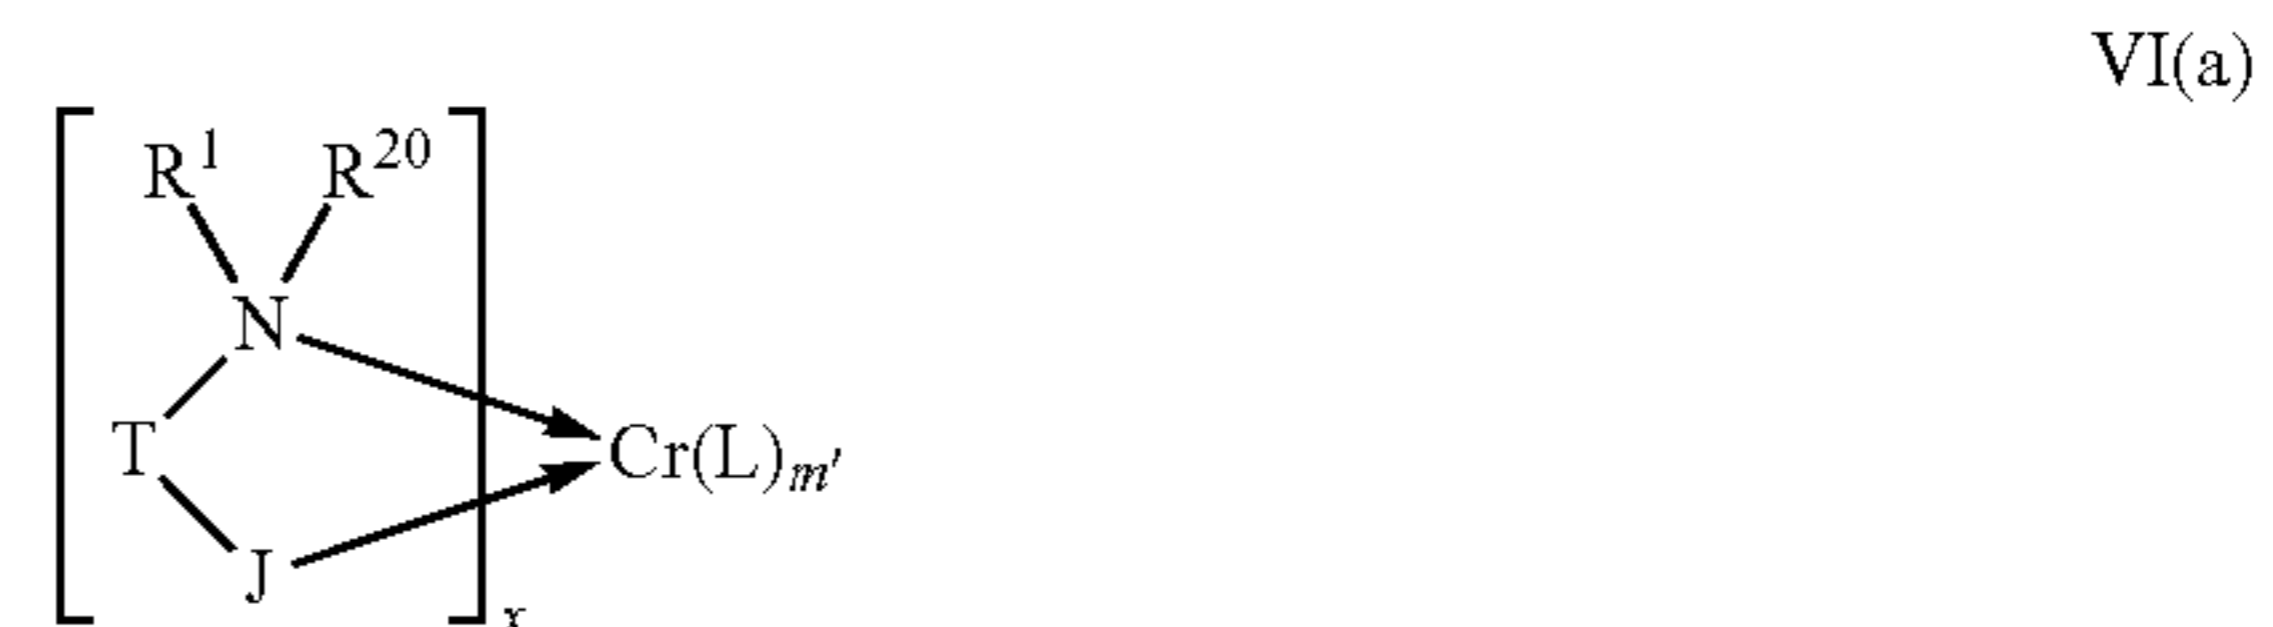 VI(a)
R¹ R²⁰
N
T
Cr(L)ₘ′
J
x